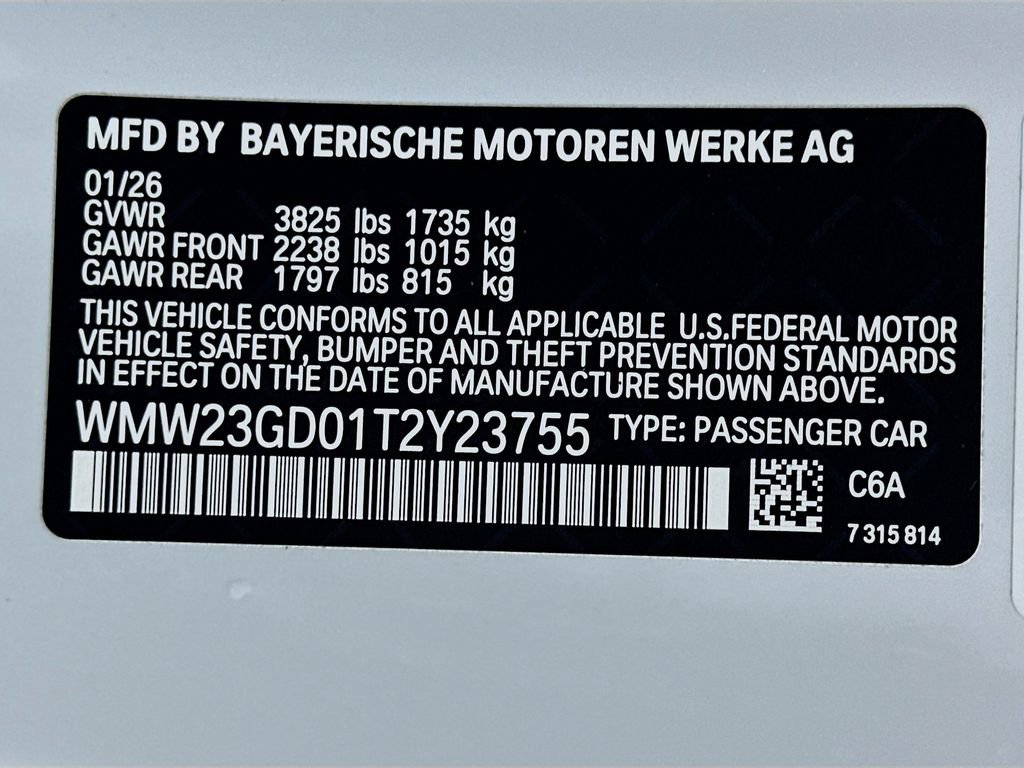 MFD BY BAYERISCHE MOTOREN WERKE AG
01/26
GVWR 3825 lbs 1735 kg
GAWR FRONT 2238 lbs 1015 kg
GAWR REAR 1797 lbs 815 kg
THIS VEHICLE CONFORMS TO ALL APPLICABLE U.S.FEDERAL MOTOR
VEHICLE SAFETY, BUMPER AND THEFT PREVENTION STANDARDS
IN EFFECT ON THE DATE OF MANUFACTURE SHOWN ABOVE.
WMW23GD01T2Y23755 TYPE: PASSENGER CAR
C6A
7 315 814